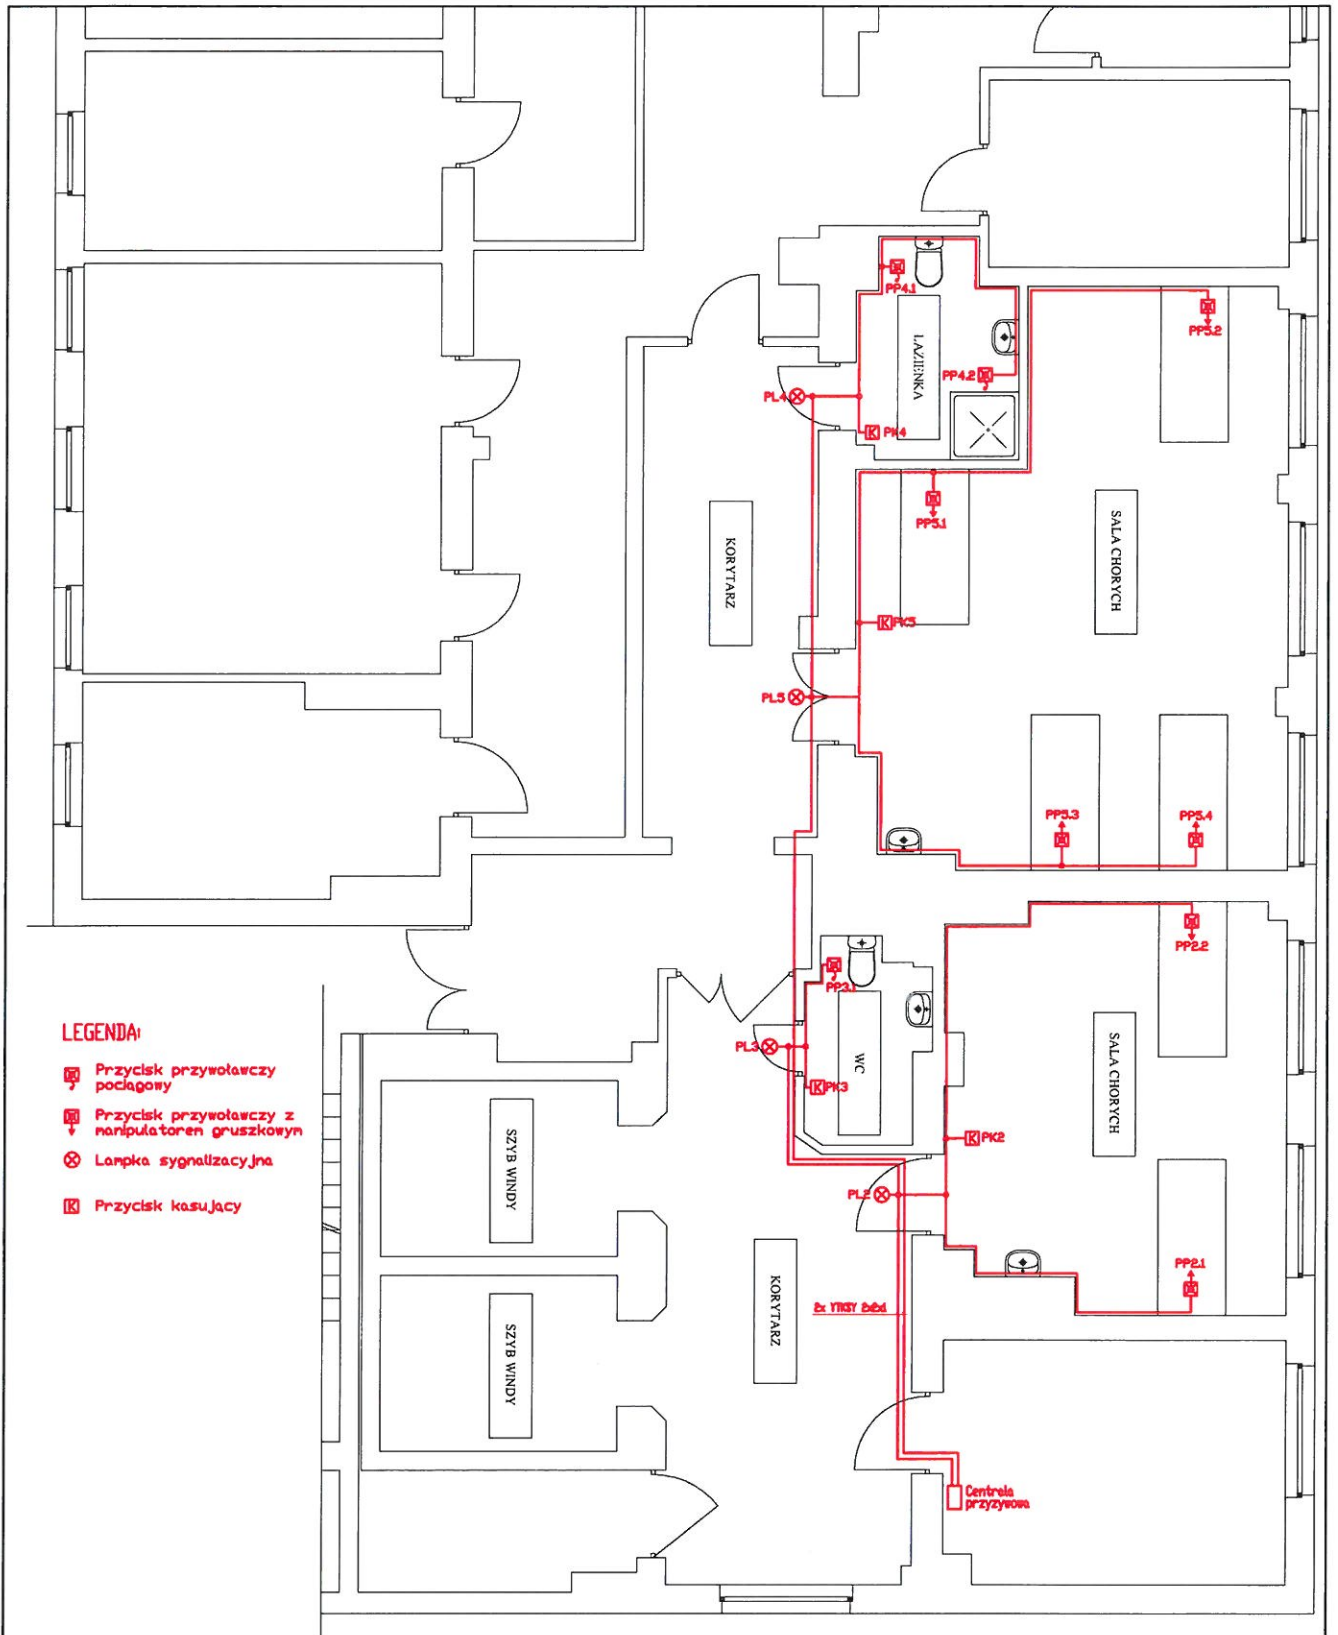 PP4.1
PP5.2
ŁAZIENKA
PP4.2
PL4
PK4
PP5.1
KORYTARZ
SALA CHORYCH
PK5
PL5
PP5.3
PP5.4
PP2.2
PP3.1
LEGENDA:
Przycisk przywoławczy
pociągowy
Przycisk przywoławczy z
manipulatorem gruszkowym
Lampka sygnalizacyjna
K Przycisk kasujący
PL3
WC
PK3
SALA CHORYCH
K PK2
SZYB WINDY
PL2
PP2.1
KORYTARZ
SZYB WINDY
Centrala
przyzywowa